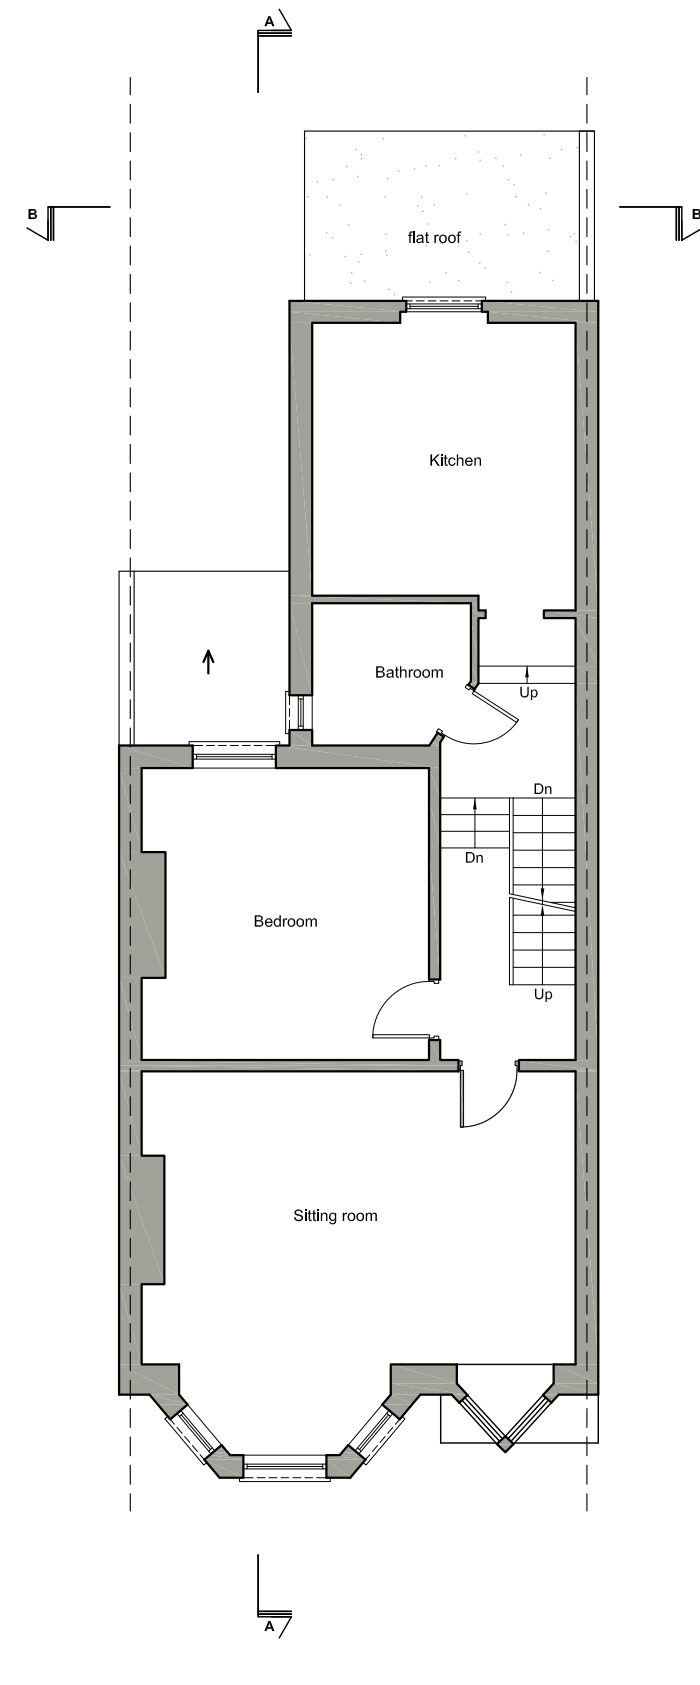 A
B
B
flat roof
Kitchen
Bathroom
Up
Dn
Dn
Bedroom
Up
Sitting room
A